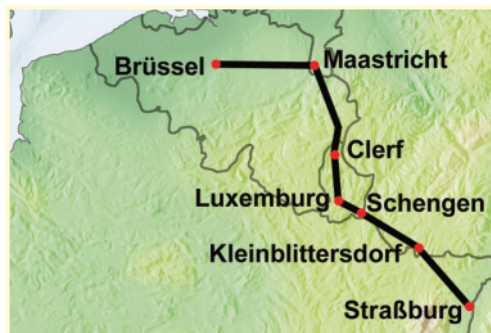 Brüssel
Maastricht
Clerf
Luxemburg
Schengen
Kleinblittersdorf
Straßburg